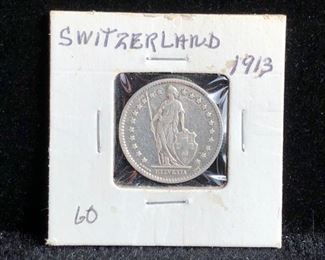 SWITZERLAND
1913
HELVETIA
60